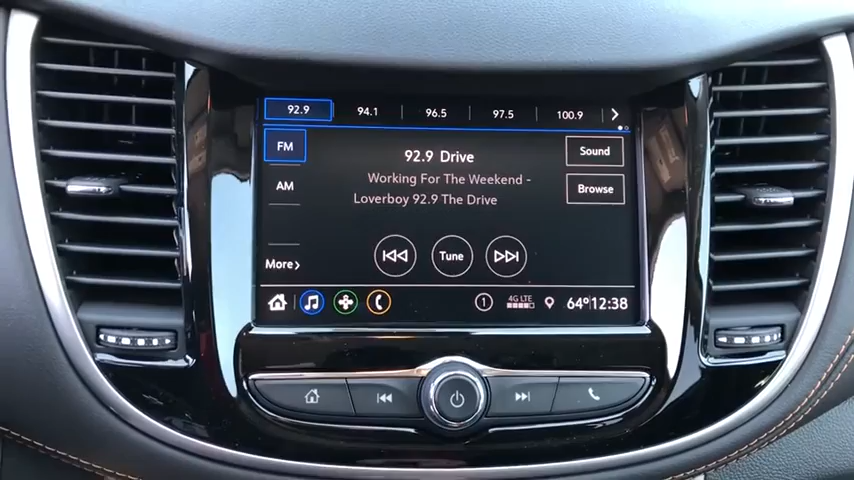 92.9 94.1 96.5 97.5 100.9
FM
92.9 Drive
Sound
AM
Working For The Weekend -
Loverboy 92.9 The Drive
Browse
Tune
More
1 4G LTE 64° 12:38